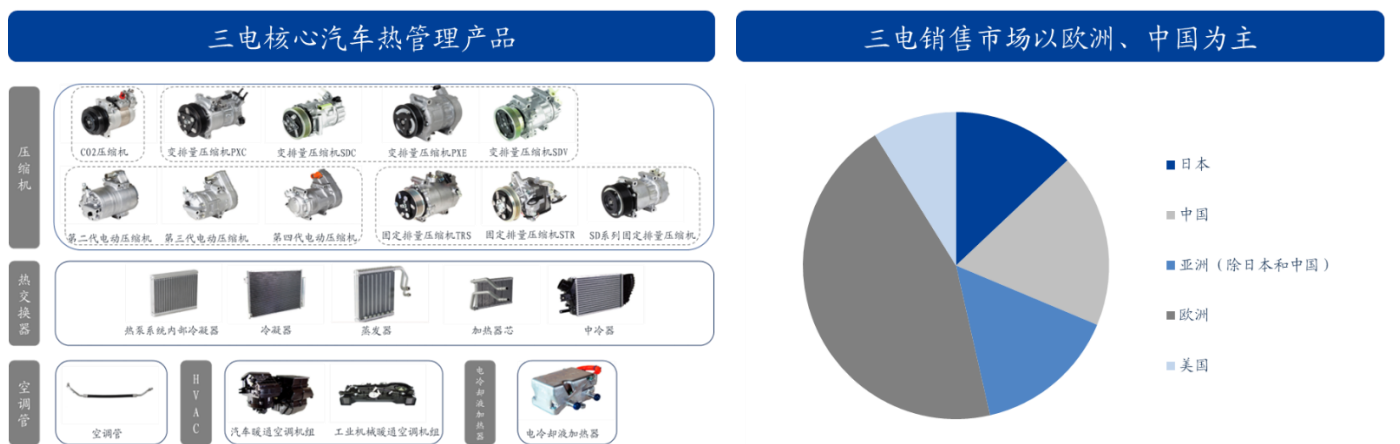 三电核心汽车热管理产品
三电销售市场以欧洲、中国为主
压缩机
CO2压缩机
变排量压缩机PXC
变排量压缩机SDC
变排量压缩机PXE
变排量压缩机SDV
第二代电动压缩机
第三代电动压缩机
第四代电动压缩机
固定排量压缩机TRS
固定排量压缩机STR
SD系列固定排量压缩机
热交换器
热泵系统内部冷凝器
冷凝器
蒸发器
加热器芯
中冷器
空调管
空调管
HVAC
汽车暖通空调机组
工业机械暖通空调机组
电冷却液加热器
电冷却液加热器
日本
中国
亚洲（除日本和中国）
欧洲
美国